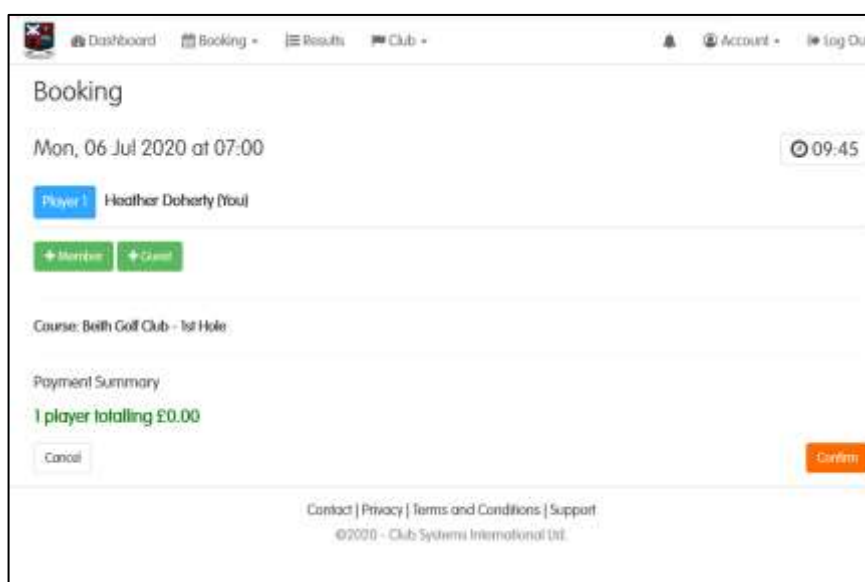 Dashboard Booking Results Club Account Log Ou
Booking
Mon, 06 Jul 2020 at 07:00
09:45
Player 1 Heather Doherty (You)
+ Member + Guest
Course: Beith Golf Club - 1st Hole
Payment Summary
1 player totalling £0.00
Cancel Confirm
Contact | Privacy | Terms and Conditions | Support
©2020 - Club Systems International Ltd.